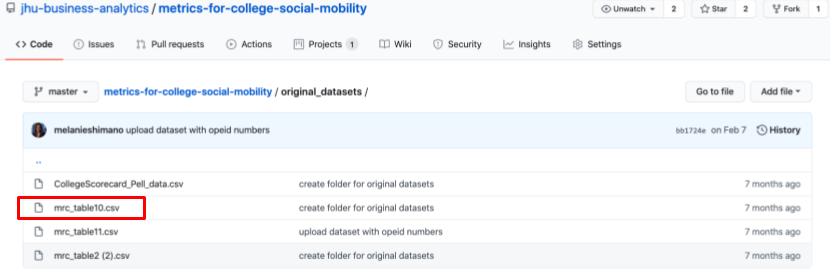 jhu-business-analytics / metrics-for-college-social-mobility
Unwatch 2 Star 2 Fork 1
Code Issues Pull requests Actions Projects 1 Wiki Security Insights Settings
master metrics-for-college-social-mobility / original_datasets / Go to file Add file
melanieshimano upload dataset with opeid numbers bb1724e on Feb 7 History
..
CollegeScorecard_Pell_data.csv create folder for original datasets 7 months ago
mrc_table10.csv create folder for original datasets 7 months ago
mrc_table11.csv upload dataset with opeid numbers 7 months ago
mrc_table2 (2).csv create folder for original datasets 7 months ago